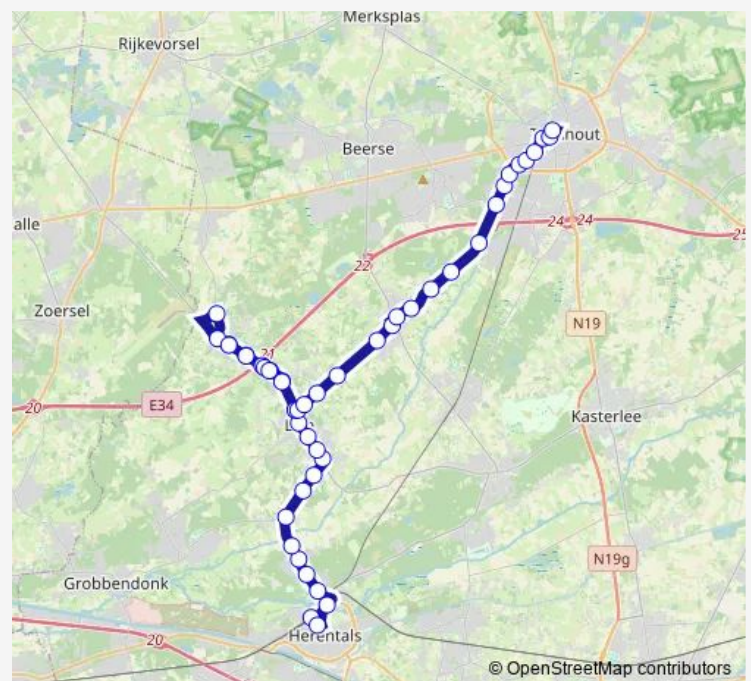 Merksplas
Rijkevorsel
T nhout
Beerse
alle
24 24
25
22
Zoersel
N19
21
20
E34
Kasterlee
L
N19g
Grobbendonk
20
Herentals
© OpenStreetMap contributors